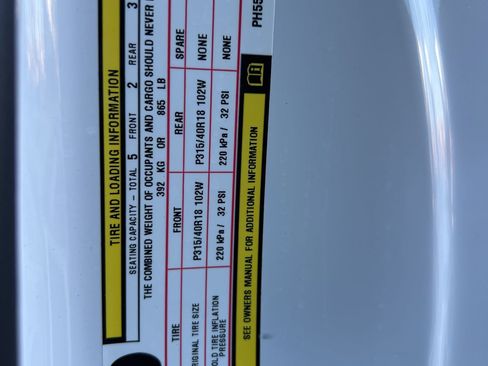 TIRE AND LOADING INFORMATION
SEATING CAPACITY – TOTAL 5 FRONT 2 REAR 3
THE COMBINED WEIGHT OF OCCUPANTS AND CARGO SHOULD NEVER
392 KG OR 865 LB
TIRE FRONT REAR SPARE
RIGINAL TIRE SIZE P315/40R18 102W P315/40R18 102W NONE
OLD TIRE INFLATION PRESSURE 220 kPa / 32 PSI 220 kPa / 32 PSI NONE
SEE OWNERS MANUAL FOR ADDITIONAL INFORMATION
PH55